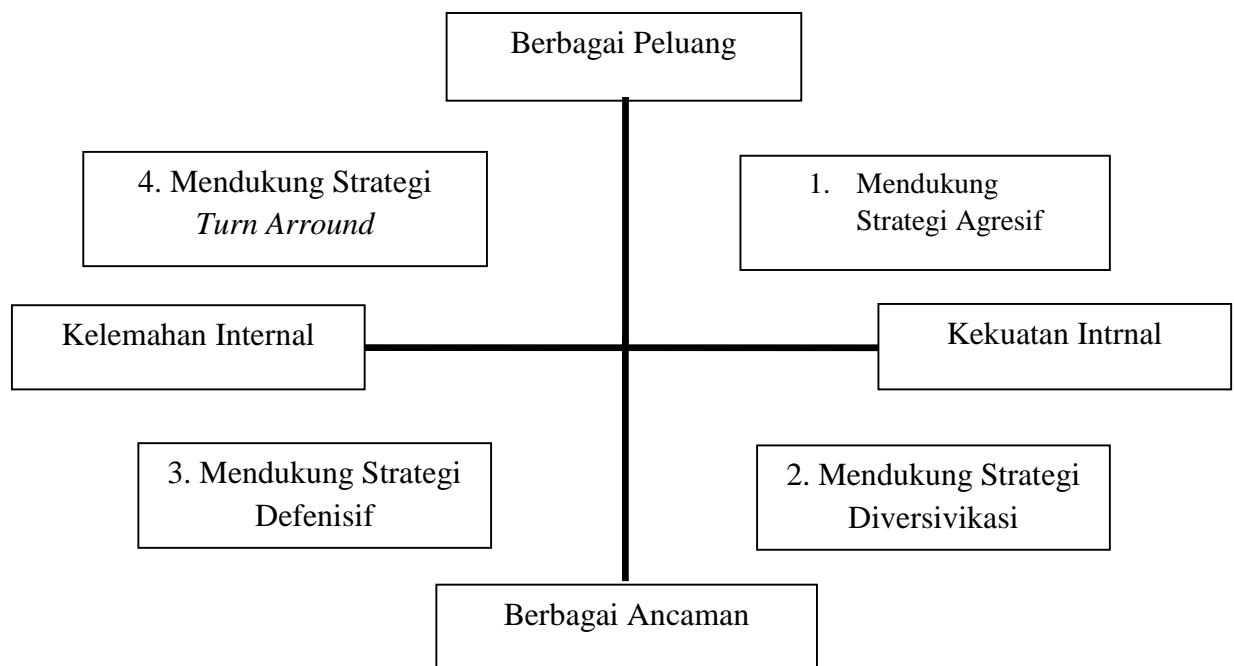 Berbagai Peluang
4. Mendukung Strategi
Turn Arround
1. Mendukung
Strategi Agresif
Kelemahan Internal
Kekuatan Intrnal
3. Mendukung Strategi
Defenisif
2. Mendukung Strategi
Diversivikasi
Berbagai Ancaman